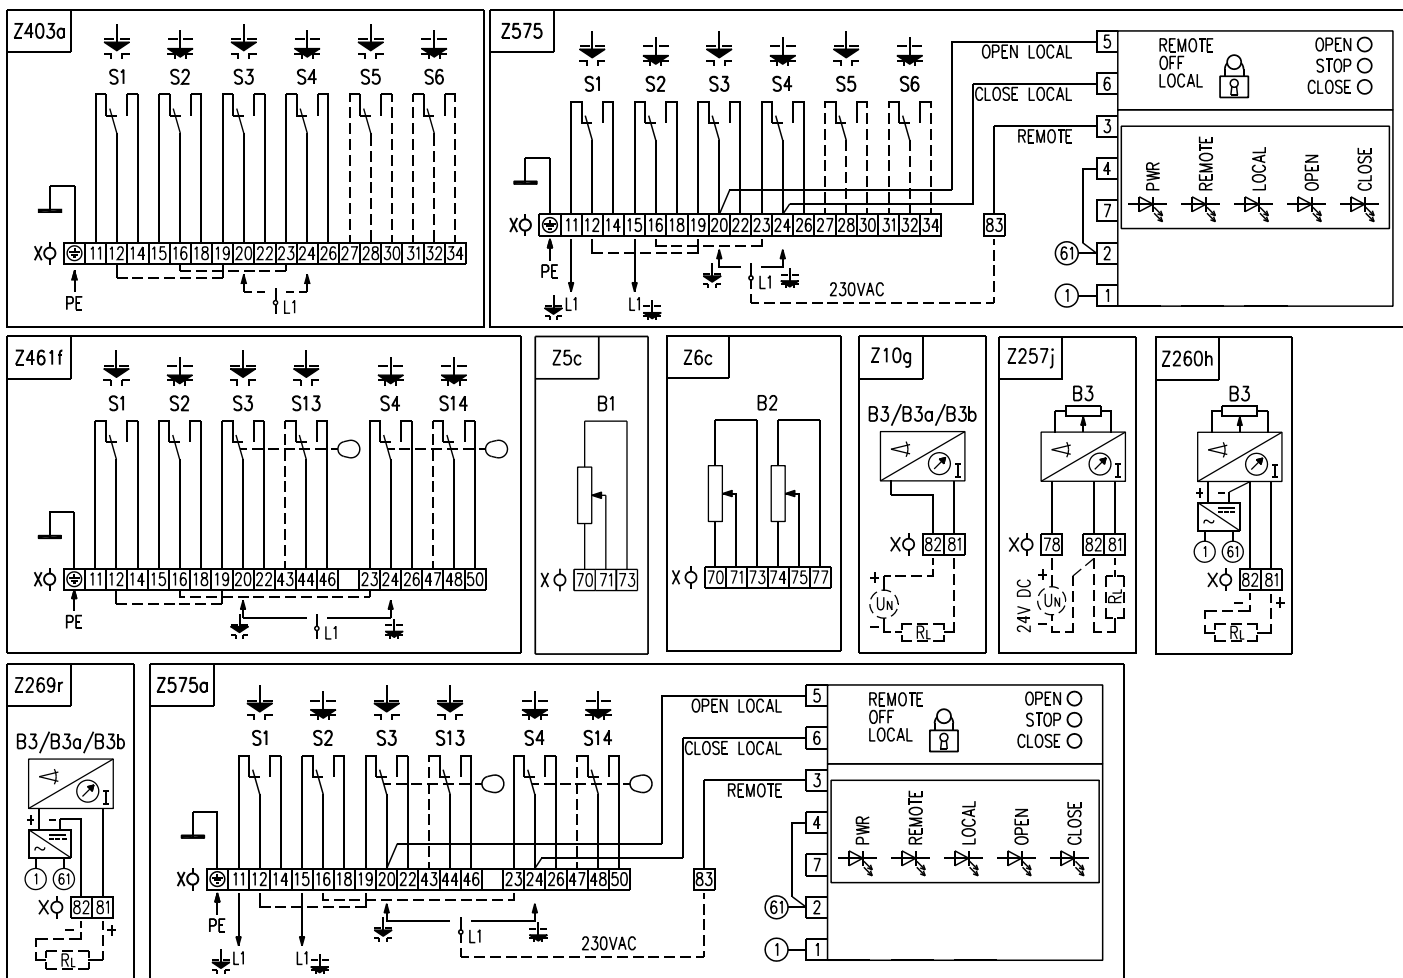 Z403a
S1 S2 S3 S4 S5 S6
X 11 12 14 15 16 18 19 20 22 23 24 26 27 28 30 31 32 34
PE
L1
Z575
S1 S2 S3 S4 S5 S6
X 11 12 14 15 16 18 19 20 22 23 24 26 27 28 30 31 32 34 83
PE
L1 L1 L1
230VAC
OPEN LOCAL 5
CLOSE LOCAL 6
REMOTE 3
4
7
61 2
1 1
REMOTE
OFF
LOCAL
OPEN
STOP
CLOSE
PWR REMOTE LOCAL OPEN CLOSE
Z461f
S1 S2 S3 S13 S4 S14
X 11 12 14 15 16 18 19 20 22 43 44 46 23 24 26 47 48 50
PE
L1
Z5c
B1
X 70 71 73
Z6c
B2
X 70 71 73 74 75 77
Z10g
B3/B3a/B3b
I
X 82 81
+
UN
-
RL
Z257j
B3
I
X 78 82 81
24V DC
+
UN
-
RL
Z260h
B3
I
+ -
~
1 61
X 82 81
- +
RL
Z269r
B3/B3a/B3b
I
+ -
~
1 61
X 82 81
- +
RL
Z575a
S1 S2 S3 S13 S4 S14
X 11 12 14 15 16 18 19 20 22 43 44 46 23 24 26 47 48 50 83
PE
L1 L1 L1
230VAC
OPEN LOCAL 5
CLOSE LOCAL 6
REMOTE 3
4
7
61 2
1 1
REMOTE
OFF
LOCAL
OPEN
STOP
CLOSE
PWR REMOTE LOCAL OPEN CLOSE